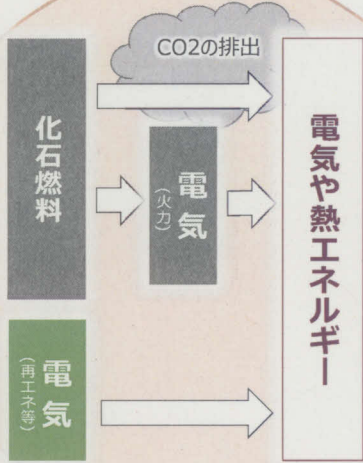 CO2の排出
化石燃料
電気
(火力)
電気や熱エネルギー
電気
(再エネ等)